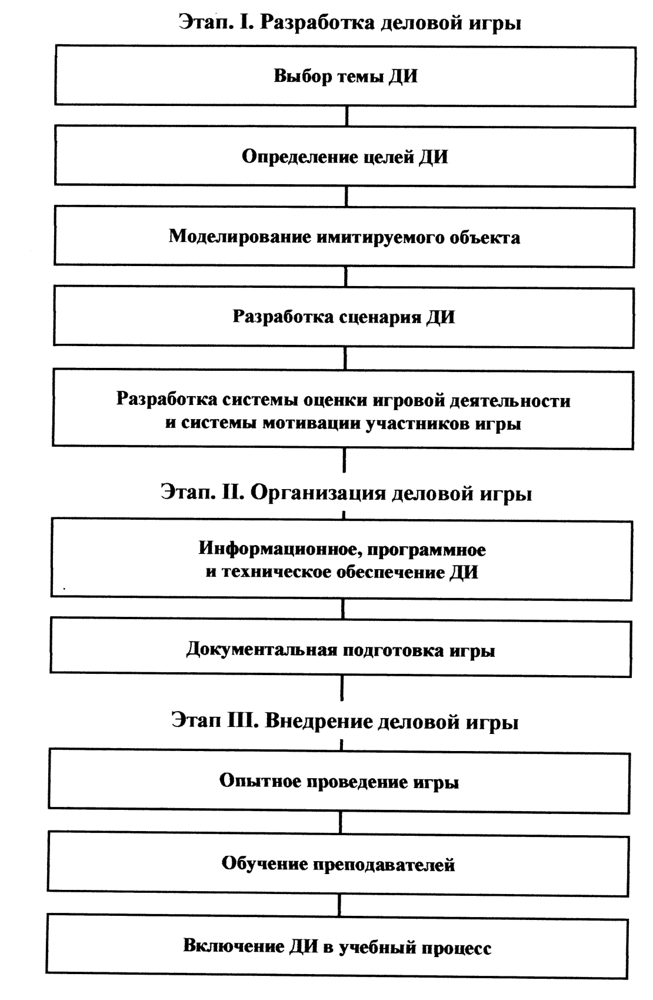 Этап. I. Разработка деловой игры
Выбор темы ДИ
Определение целей ДИ
Моделирование имитируемого объекта
Разработка сценария ДИ
Разработка системы оценки игровой деятельности
и системы мотивации участников игры
Этап. II. Организация деловой игры
Информационное, программное
и техническое обеспечение ДИ
Документальная подготовка игры
Этап III. Внедрение деловой игры
Опытное проведение игры
Обучение преподавателей
Включение ДИ в учебный процесс